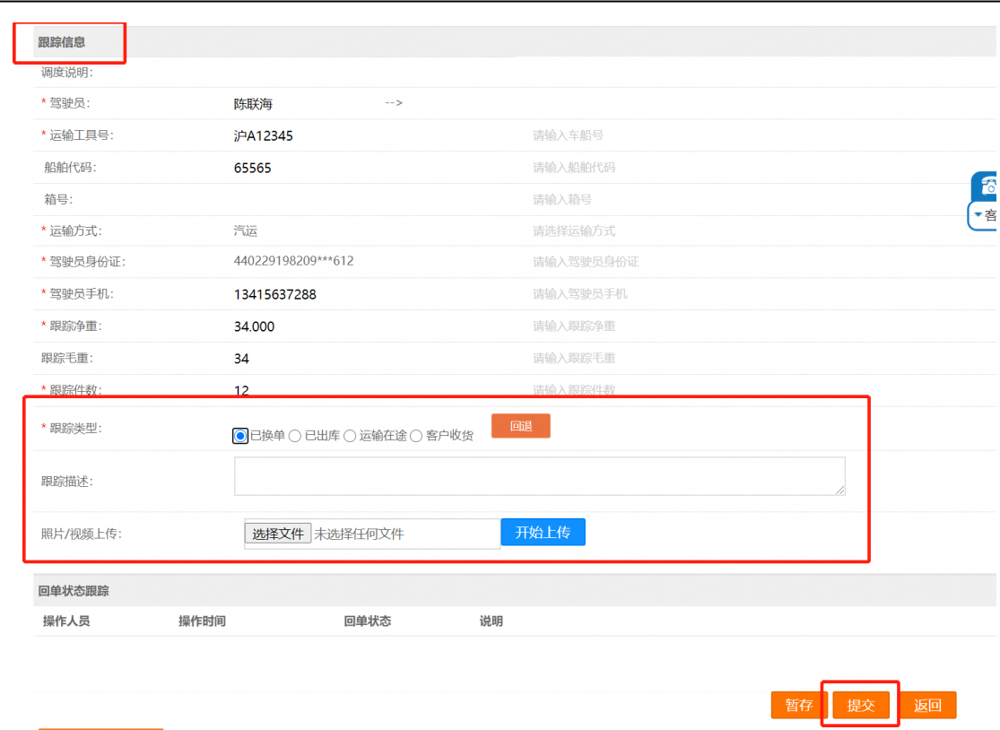 跟踪信息
调度说明:
* 驾驶员: 陈联海 -->
* 运输工具号: 沪A12345 请输入车船号
船舶代码: 65565 请输入船舶代码
箱号: 请输入箱号
* 运输方式: 汽运 请选择运输方式
* 驾驶员身份证: 440229198209***612 请输入驾驶员身份证
* 驾驶员手机: 13415637288 请输入驾驶员手机
* 跟踪净重: 34.000 请输入跟踪净重
跟踪毛重: 34 请输入跟踪毛重
* 跟踪件数: 12 请输入跟踪件数
* 跟踪类型: 已换单 已出库 运输在途 客户收货 回退
跟踪描述:
照片/视频上传: 选择文件 未选择任何文件 开始上传
回单状态跟踪
操作人员 操作时间 回单状态 说明
暂存 提交 返回
客